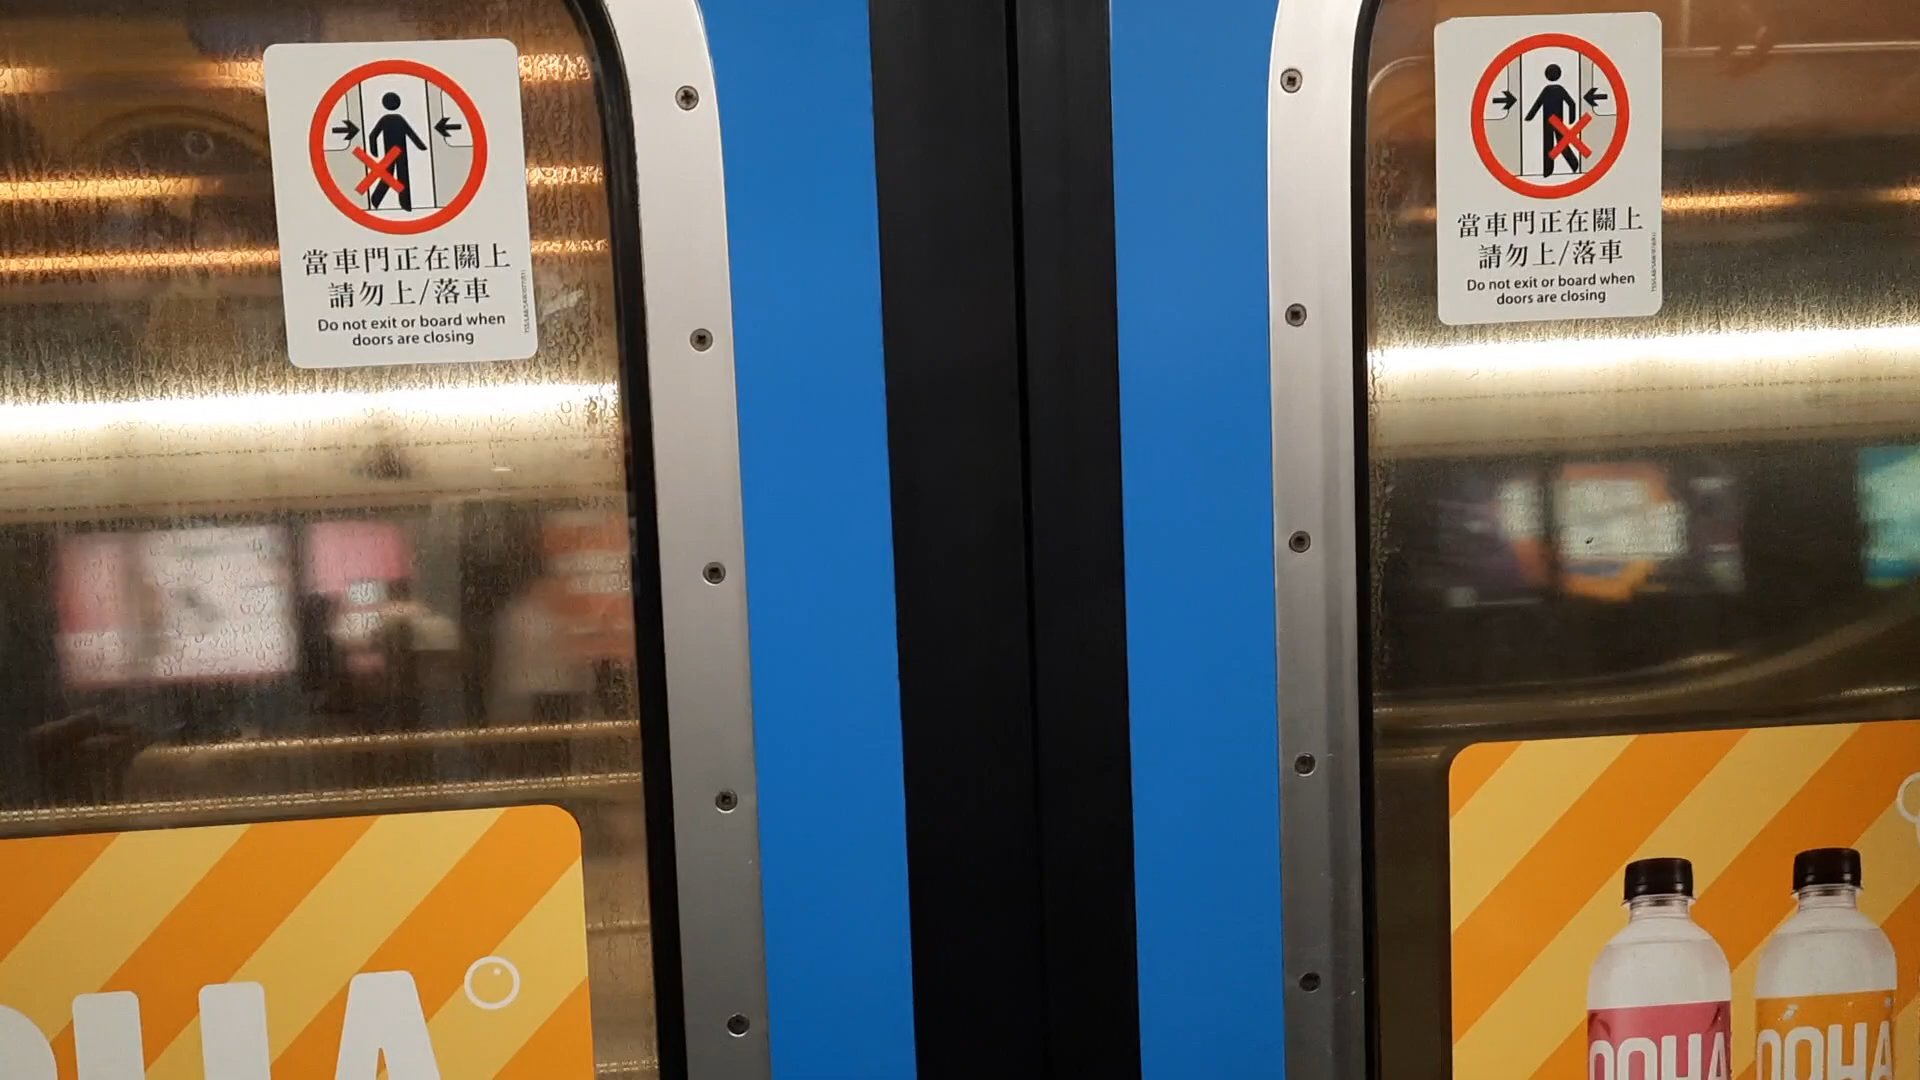 當車門正在關上
請勿上/落車
Do not exit or board when
doors are closing
當車門正在關上
請勿上/落車
Do not exit or board when
doors are closing
OOHA
OOHA